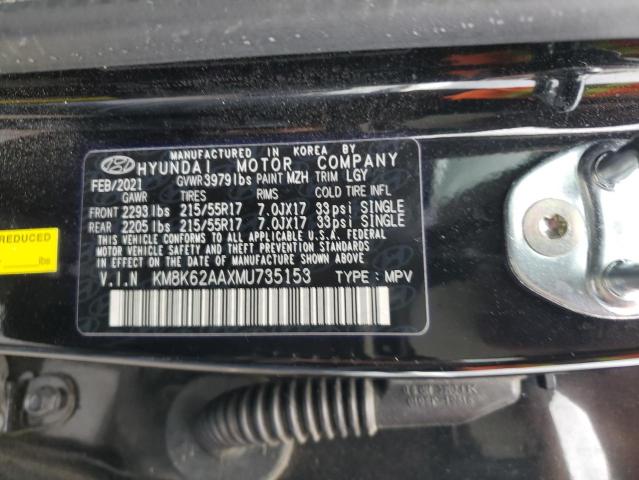 MANUFACTURED IN KOREA BY
HYUNDAI MOTOR COMPANY
FEB/2021 GVWR 3979lbs PAINT MZH TRIM LGY
GAWR TIRES RIMS COLD TIRE INFL
FRONT 2293 lbs 215/55R17 7.0JX17 33psi SINGLE
REAR 2205 lbs 215/55R17 7.0JX17 33psi SINGLE
THIS VEHICLE CONFORMS TO ALL APPLICABLE U.S.A FEDERAL
MOTOR VEHICLE SAFETY AND THEFT PREVENTION STANDARDS
IN EFFECT ON THE DATE OF MANUFACTURE SHOWN ABOVE.
V.I.N KM8K62AAXMU735153 TYPE : MPV
REDUCED
lbs